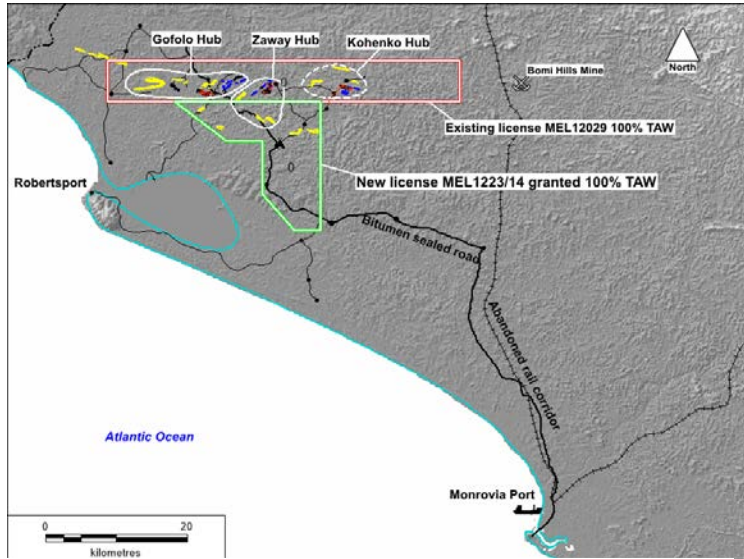 Gofolo Hub
Zaway Hub
Kohenko Hub
North
Bomi Hills Mine
Existing license MEL12029 100% TAW
New license MEL1223/14 granted 100% TAW
Robertsport
Bitumen sealed road
Abandoned rail corridor
Atlantic Ocean
Monrovia Port
0 20
kilometres